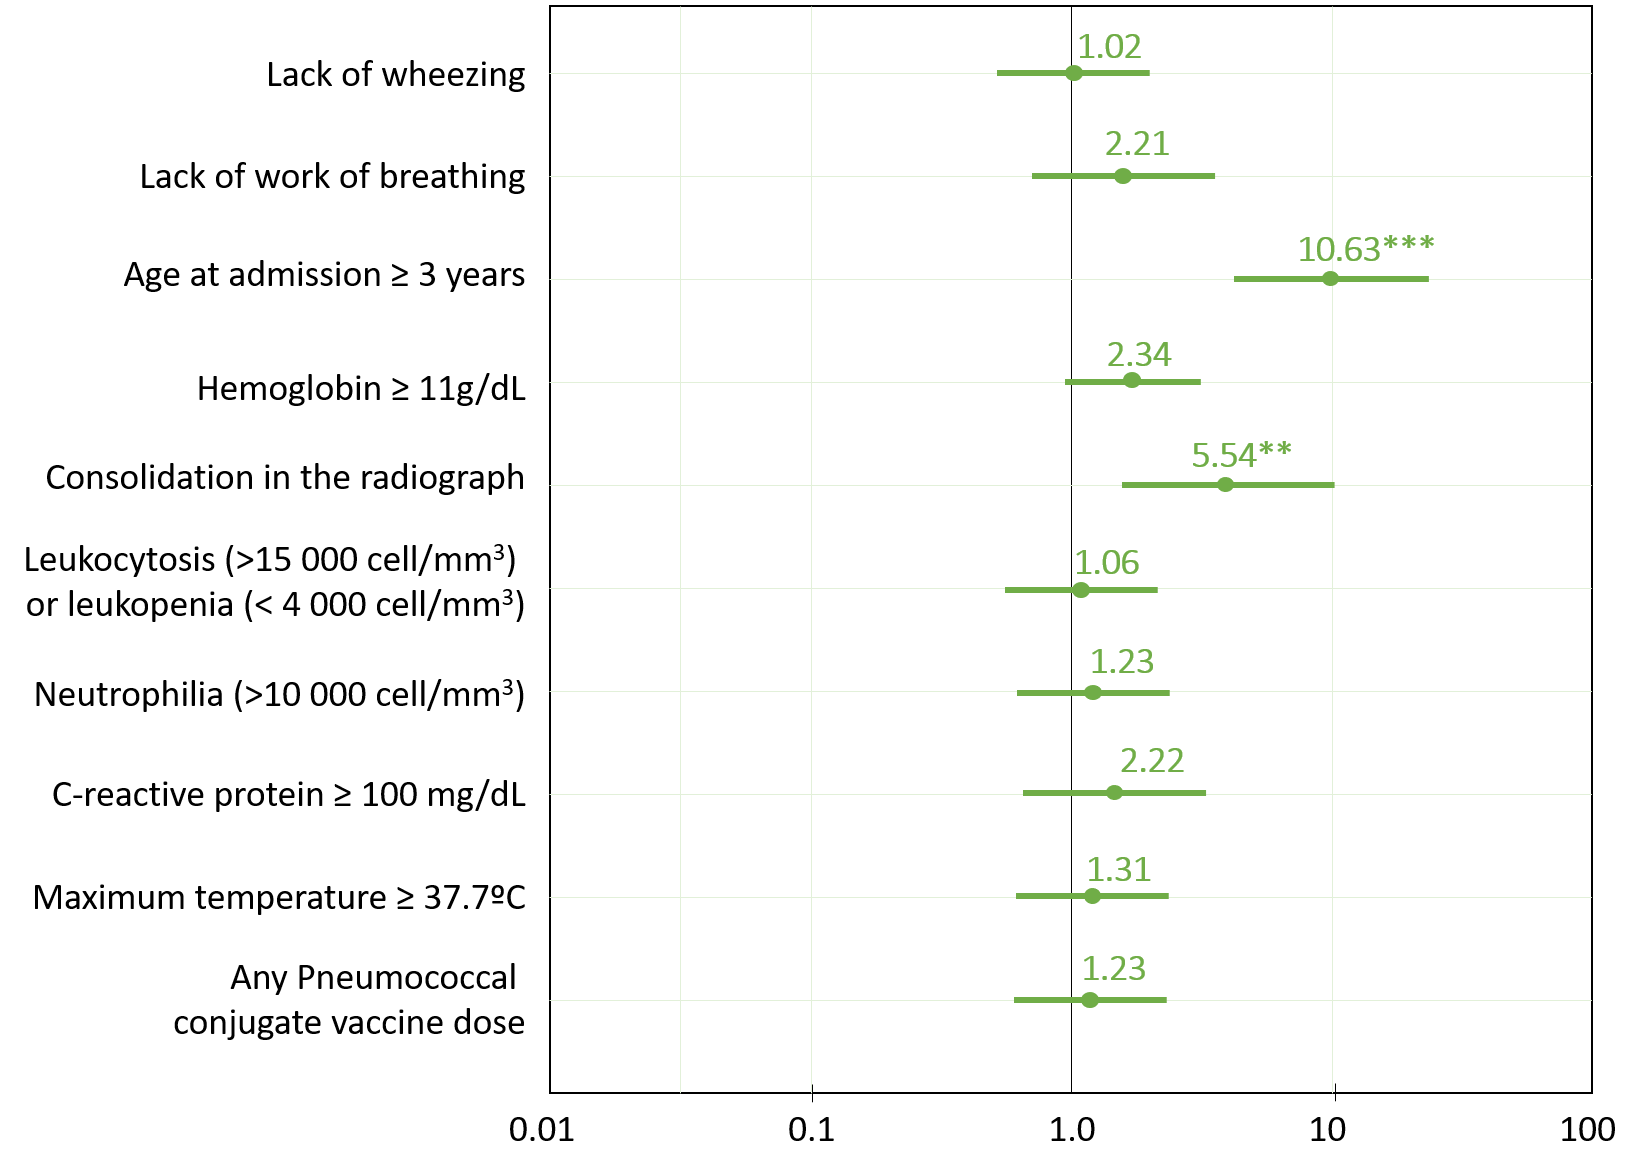 1.02
Lack of wheezing
2.21
Lack of work of breathing
10.63***
Age at admission ≥ 3 years
2.34
Hemoglobin ≥ 11g/dL
5.54**
Consolidation in the radiograph
Leukocytosis (>15 000 cell/mm³)
1.06
or leukopenia (< 4 000 cell/mm³)
1.23
Neutrophilia (>10 000 cell/mm³)
2.22
C-reactive protein ≥ 100 mg/dL
1.31
Maximum temperature ≥ 37.7ºC
Any Pneumococcal
1.23
conjugate vaccine dose
0.01 0.1 1.0 10 100